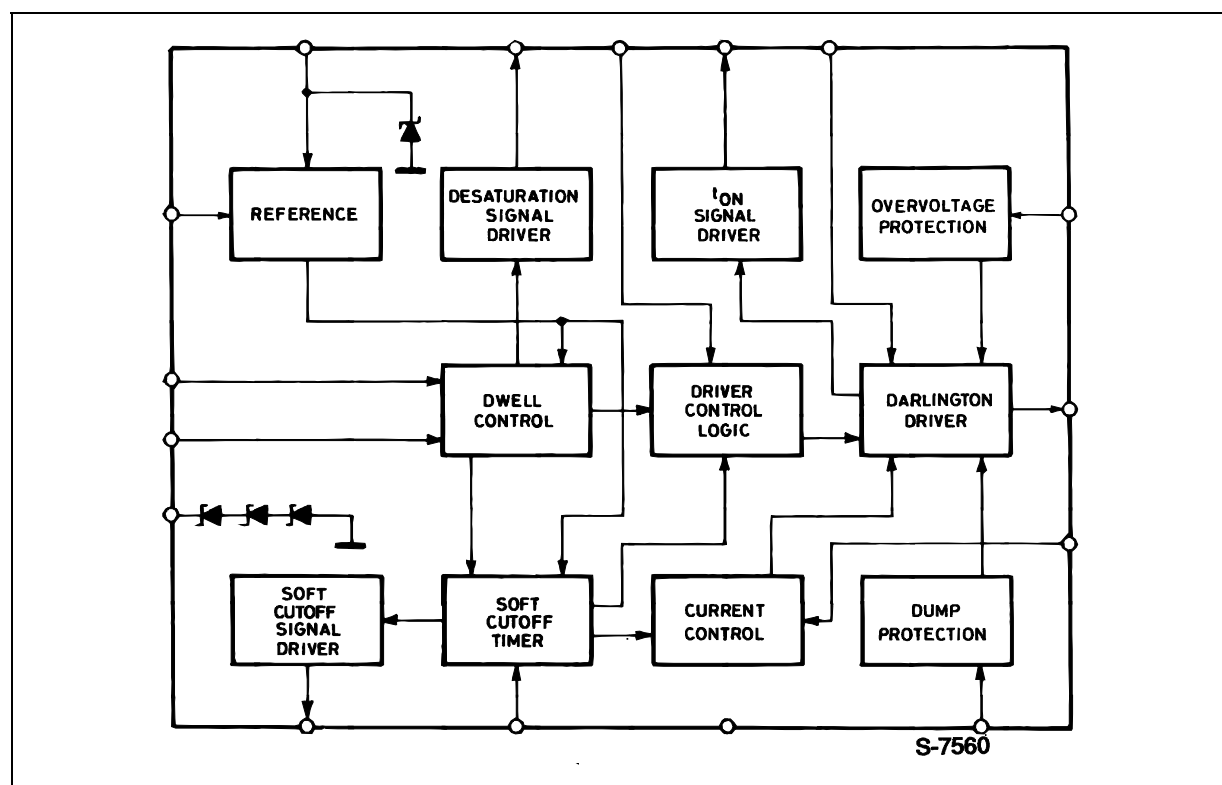 REFERENCE
DESATURATION
SIGNAL
DRIVER
tON
SIGNAL
DRIVER
OVERVOLTAGE
PROTECTION
DWELL
CONTROL
DRIVER
CONTROL
LOGIC
DARLINGTON
DRIVER
SOFT
CUTOFF
SIGNAL
DRIVER
SOFT
CUTOFF
TIMER
CURRENT
CONTROL
DUMP
PROTECTION
S-7560